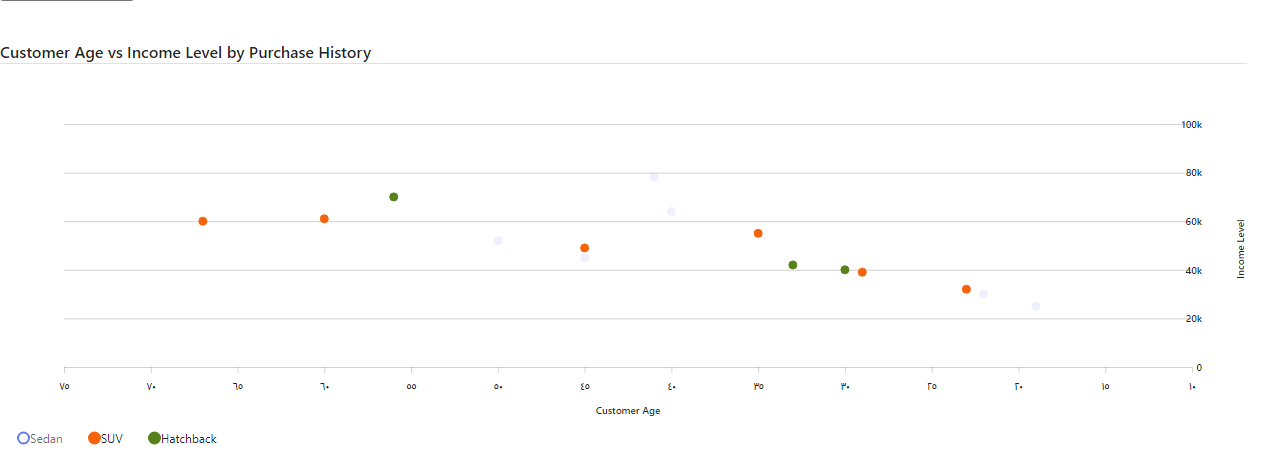 Customer Age vs Income Level by Purchase History
100k
80k
60k
40k
20k
0
Income Level
٧٥ ٧٠ ٦٥ ٦٠ ٥٥ ٥٠ ٤٥ ٤٠ ٣٥ ٣٠ ٢٥ ٢٠ ١٥ ١٠
Customer Age
Sedan SUV Hatchback